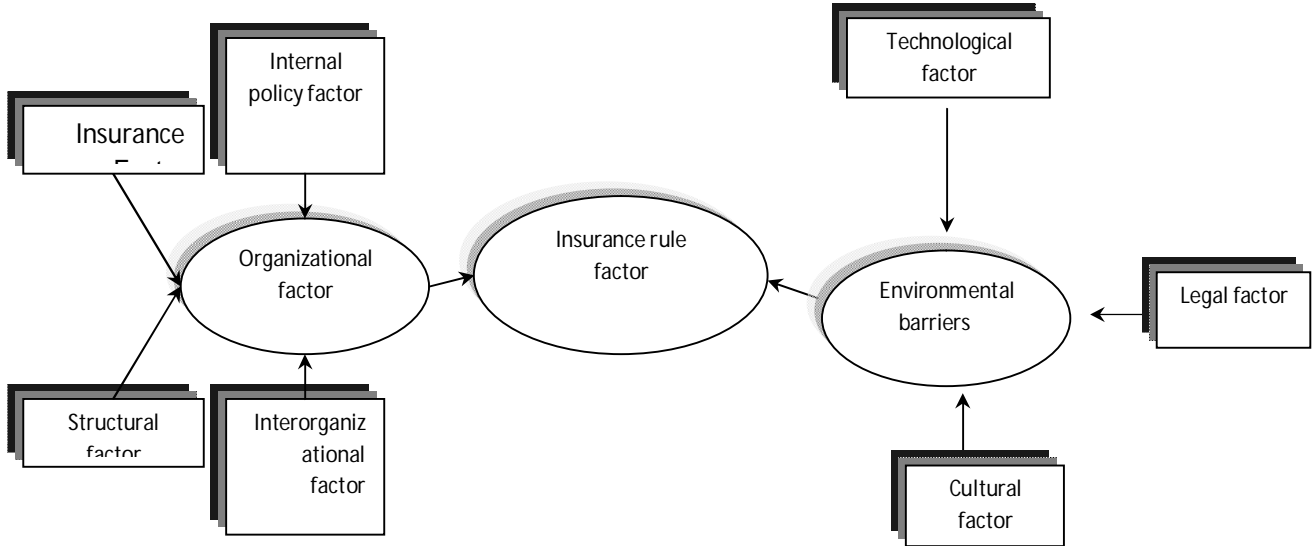 Internal
policy factor
Technological
factor
Insurance
Insurance rule
factor
Organizational
factor
Environmental
barriers
Legal factor
Structural
factor
Interorganiz
ational
factor
Cultural
factor